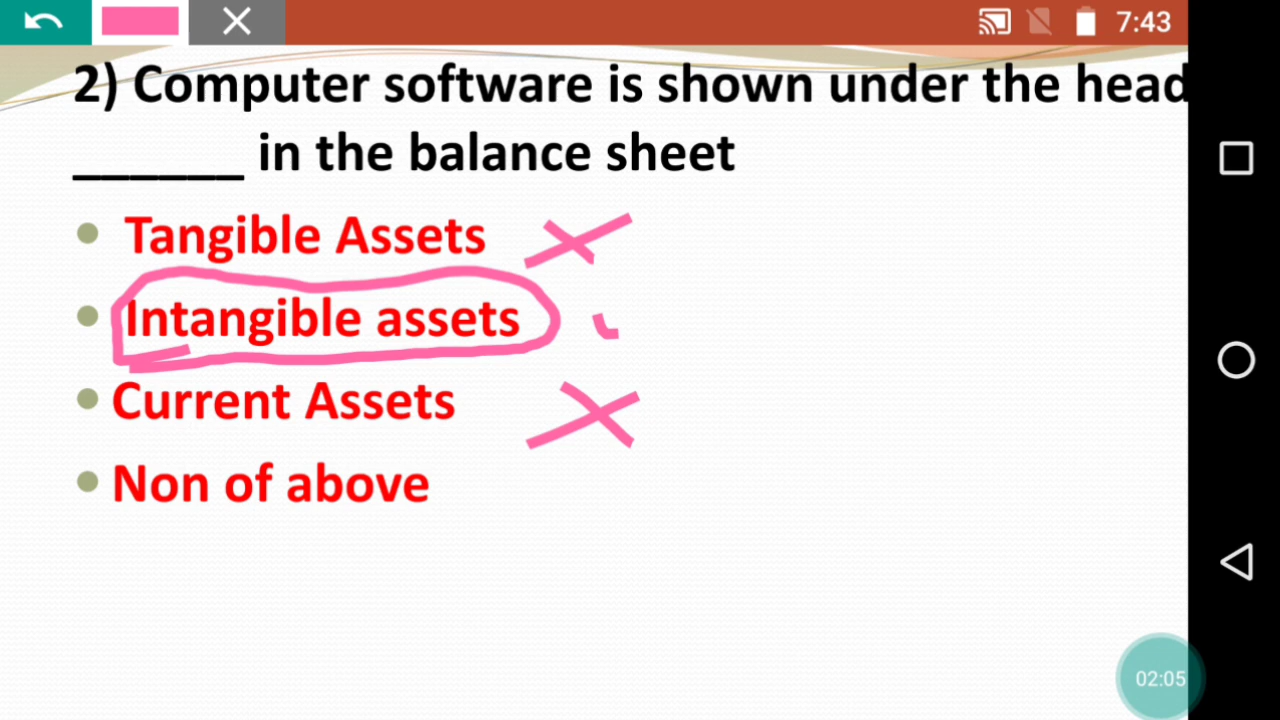 7:43
2) Computer software is shown under the head
______ in the balance sheet
Tangible Assets
Intangible assets
Current Assets
Non of above
02:05